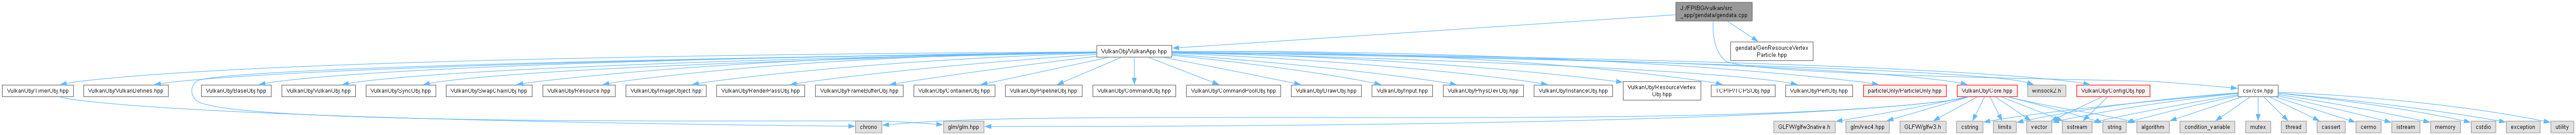 J:/FPIBG/vulkan/src
_app/gendata/gendata.cpp
VulkanObj/VulkanApp.hpp
gendata/GenResourceVertex
Particle.hpp
VulkanObj/TimerObj.hpp
VulkanObj/VulkanDefines.hpp
VulkanObj/BaseObj.hpp
VulkanObj/VulkanObj.hpp
VulkanObj/SyncObj.hpp
VulkanObj/SwapChainObj.hpp
VulkanObj/Resource.hpp
VulkanObj/ImageObject.hpp
VulkanObj/RenderPassObj.hpp
VulkanObj/FrameBufferObj.hpp
VulkanObj/ContainerObj.hpp
VulkanObj/PipelineObj.hpp
VulkanObj/CommandObj.hpp
VulkanObj/CommandPoolObj.hpp
VulkanObj/DrawObj.hpp
VulkanObj/Input.hpp
VulkanObj/PhysDevObj.hpp
VulkanObj/InstanceObj.hpp
VulkanObj/ResourceVertex
Obj.hpp
TCPIP/TCPSObj.hpp
VulkanObj/PerfObj.hpp
particleOnly/ParticleOnly.hpp
VulkanObj/Core.hpp
winsock2.h
VulkanObj/ConfigObj.hpp
csv/csv.hpp
chrono
glm/glm.hpp
GLFW/glfw3native.h
glm/vec4.hpp
GLFW/glfw3.h
cstring
limits
vector
sstream
string
algorithm
condition_variable
mutex
thread
cassert
cerrno
istream
memory
cstdio
exception
utility